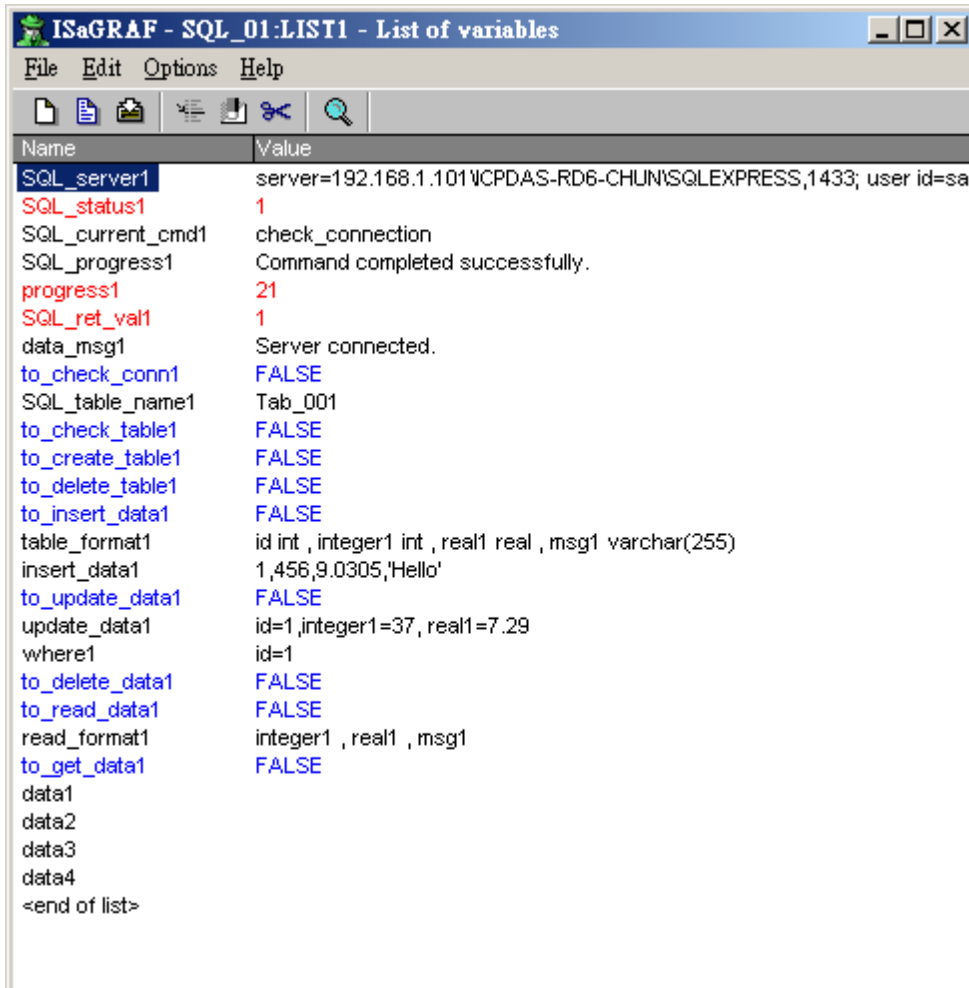 ISaGRAF - SQL_01:LIST1 - List of variables
File Edit Options Help
Name Value
SQL_server1 server=192.168.1.101\ICPDAS-RD6-CHUN\SQLEXPRESS,1433; user id=sa
SQL_status1 1
SQL_current_cmd1 check_connection
SQL_progress1 Command completed successfully.
progress1 21
SQL_ret_val1 1
data_msg1 Server connected.
to_check_conn1 FALSE
SQL_table_name1 Tab_001
to_check_table1 FALSE
to_create_table1 FALSE
to_delete_table1 FALSE
to_insert_data1 FALSE
table_format1 id int , integer1 int , real1 real , msg1 varchar(255)
insert_data1 1,456,9.0305,'Hello'
to_update_data1 FALSE
update_data1 id=1,integer1=37, real1=7.29
where1 id=1
to_delete_data1 FALSE
to_read_data1 FALSE
read_format1 integer1 , real1 , msg1
to_get_data1 FALSE
data1
data2
data3
data4
<end of list>